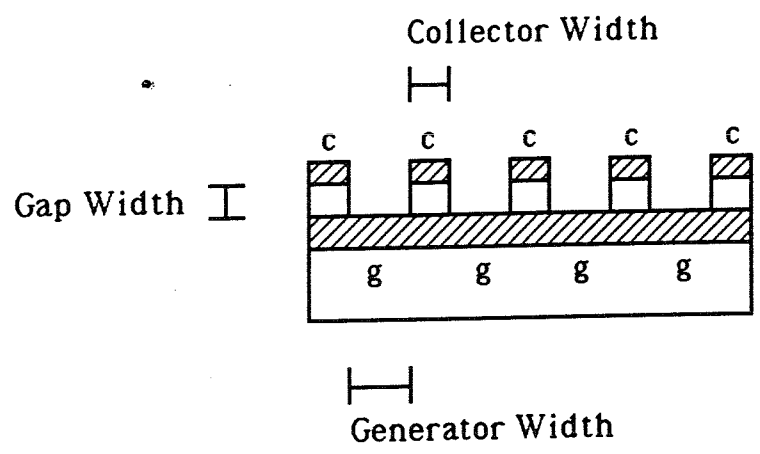 Collector Width
c c c c c
Gap Width
g g g g
Generator Width